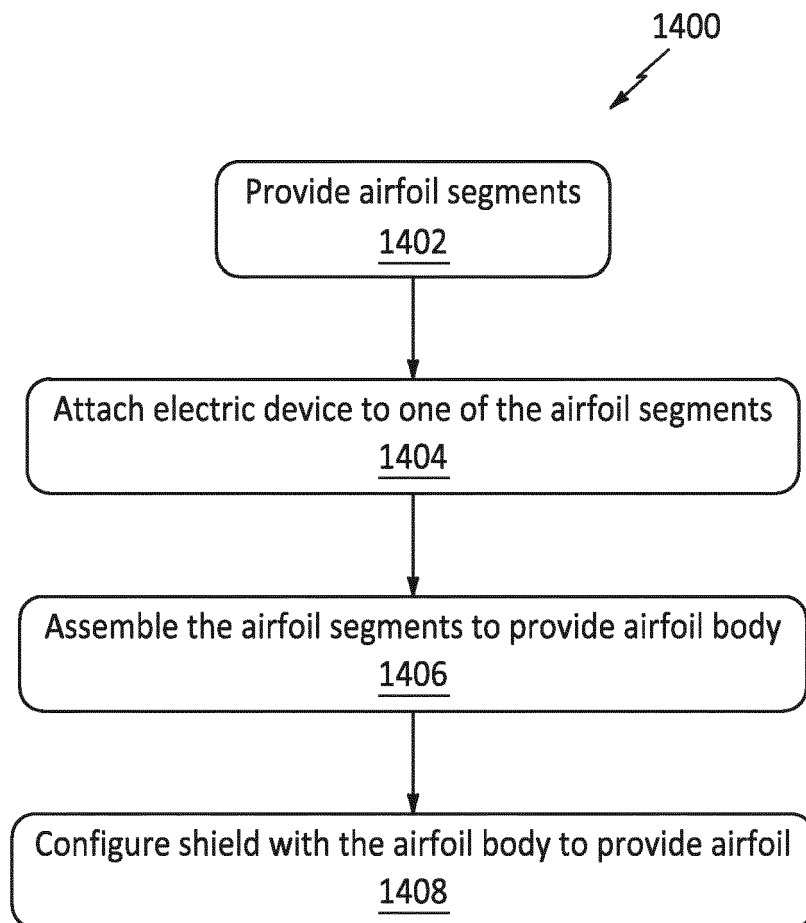 1400
Provide airfoil segments
1402
Attach electric device to one of the airfoil segments
1404
Assemble the airfoil segments to provide airfoil body
1406
Configure shield with the airfoil body to provide airfoil
1408